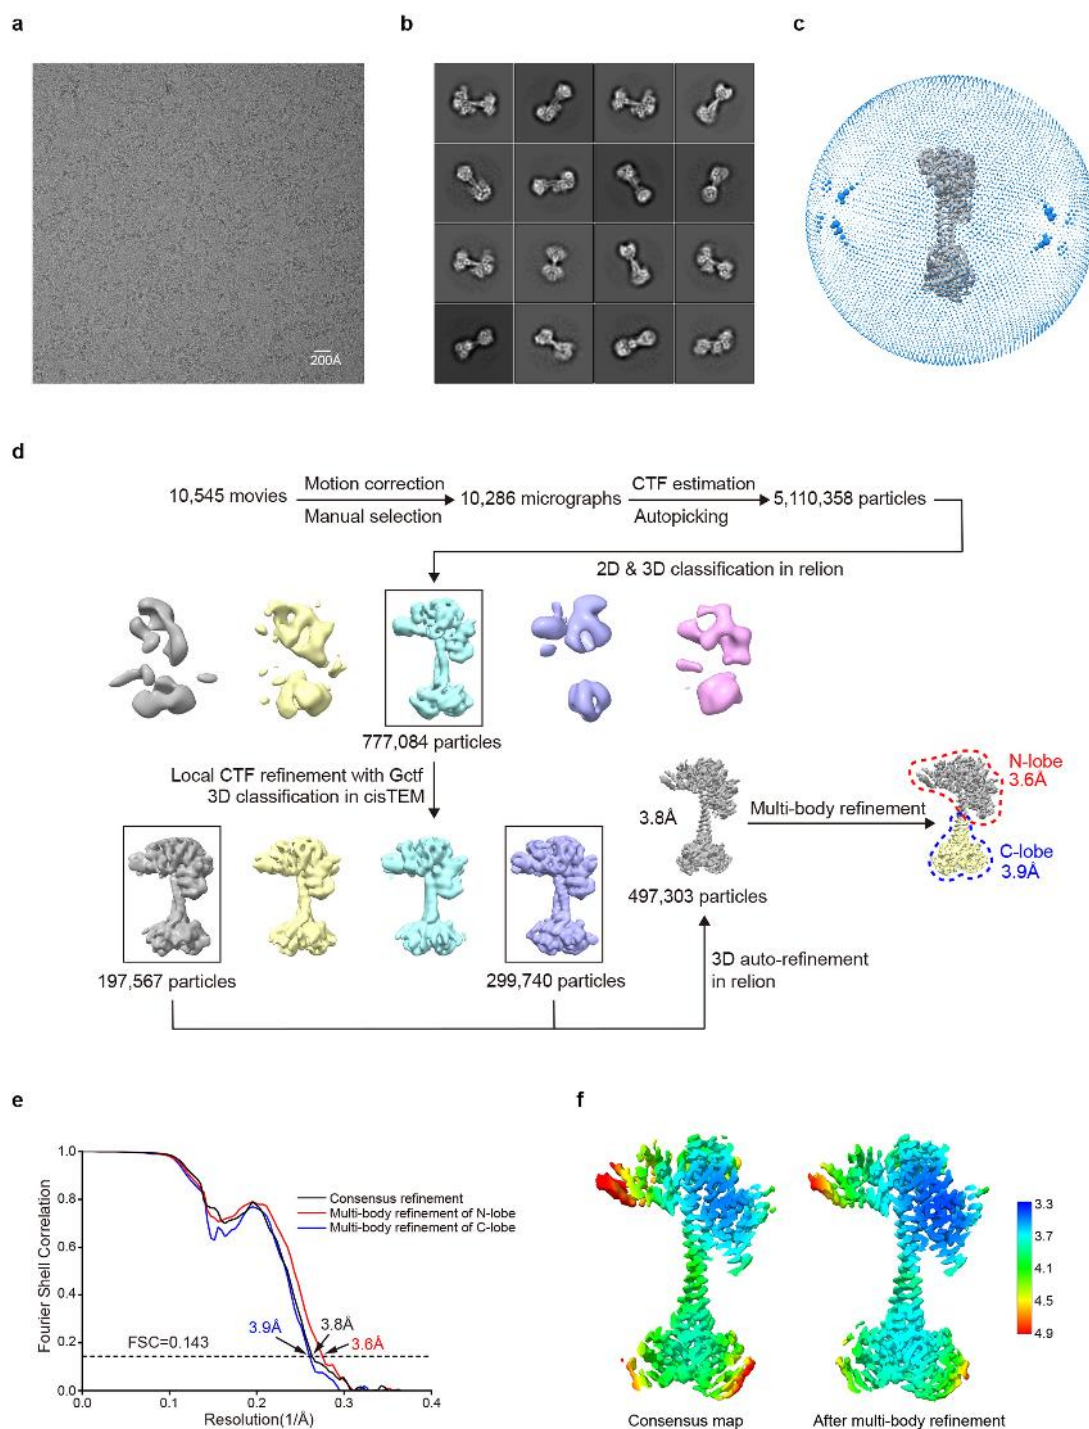 a
b
c
200Å
d
10,545 movies
Motion correction
Manual selection
10,286 micrographs
CTF estimation
Autopicking
5,110,358 particles
2D & 3D classification in relion
777,084 particles
Local CTF refinement with Gctf
3D classification in cisTEM
3.8Å
Multi-body refinement
N-lobe
3.6Å
C-lobe
3.9Å
497,303 particles
197,567 particles
299,740 particles
3D auto-refinement
in relion
e
f
1.0
0.8
0.6
0.4
0.2
0.0
Fourier Shell Correlation
Consensus refinement
Multi-body refinement of N-lobe
Multi-body refinement of C-lobe
FSC=0.143
3.9Å
3.8Å
3.6Å
0.0
0.1
0.2
0.3
0.4
Resolution(1/Å)
3.3
3.7
4.1
4.5
4.9
Consensus map
After multi-body refinement